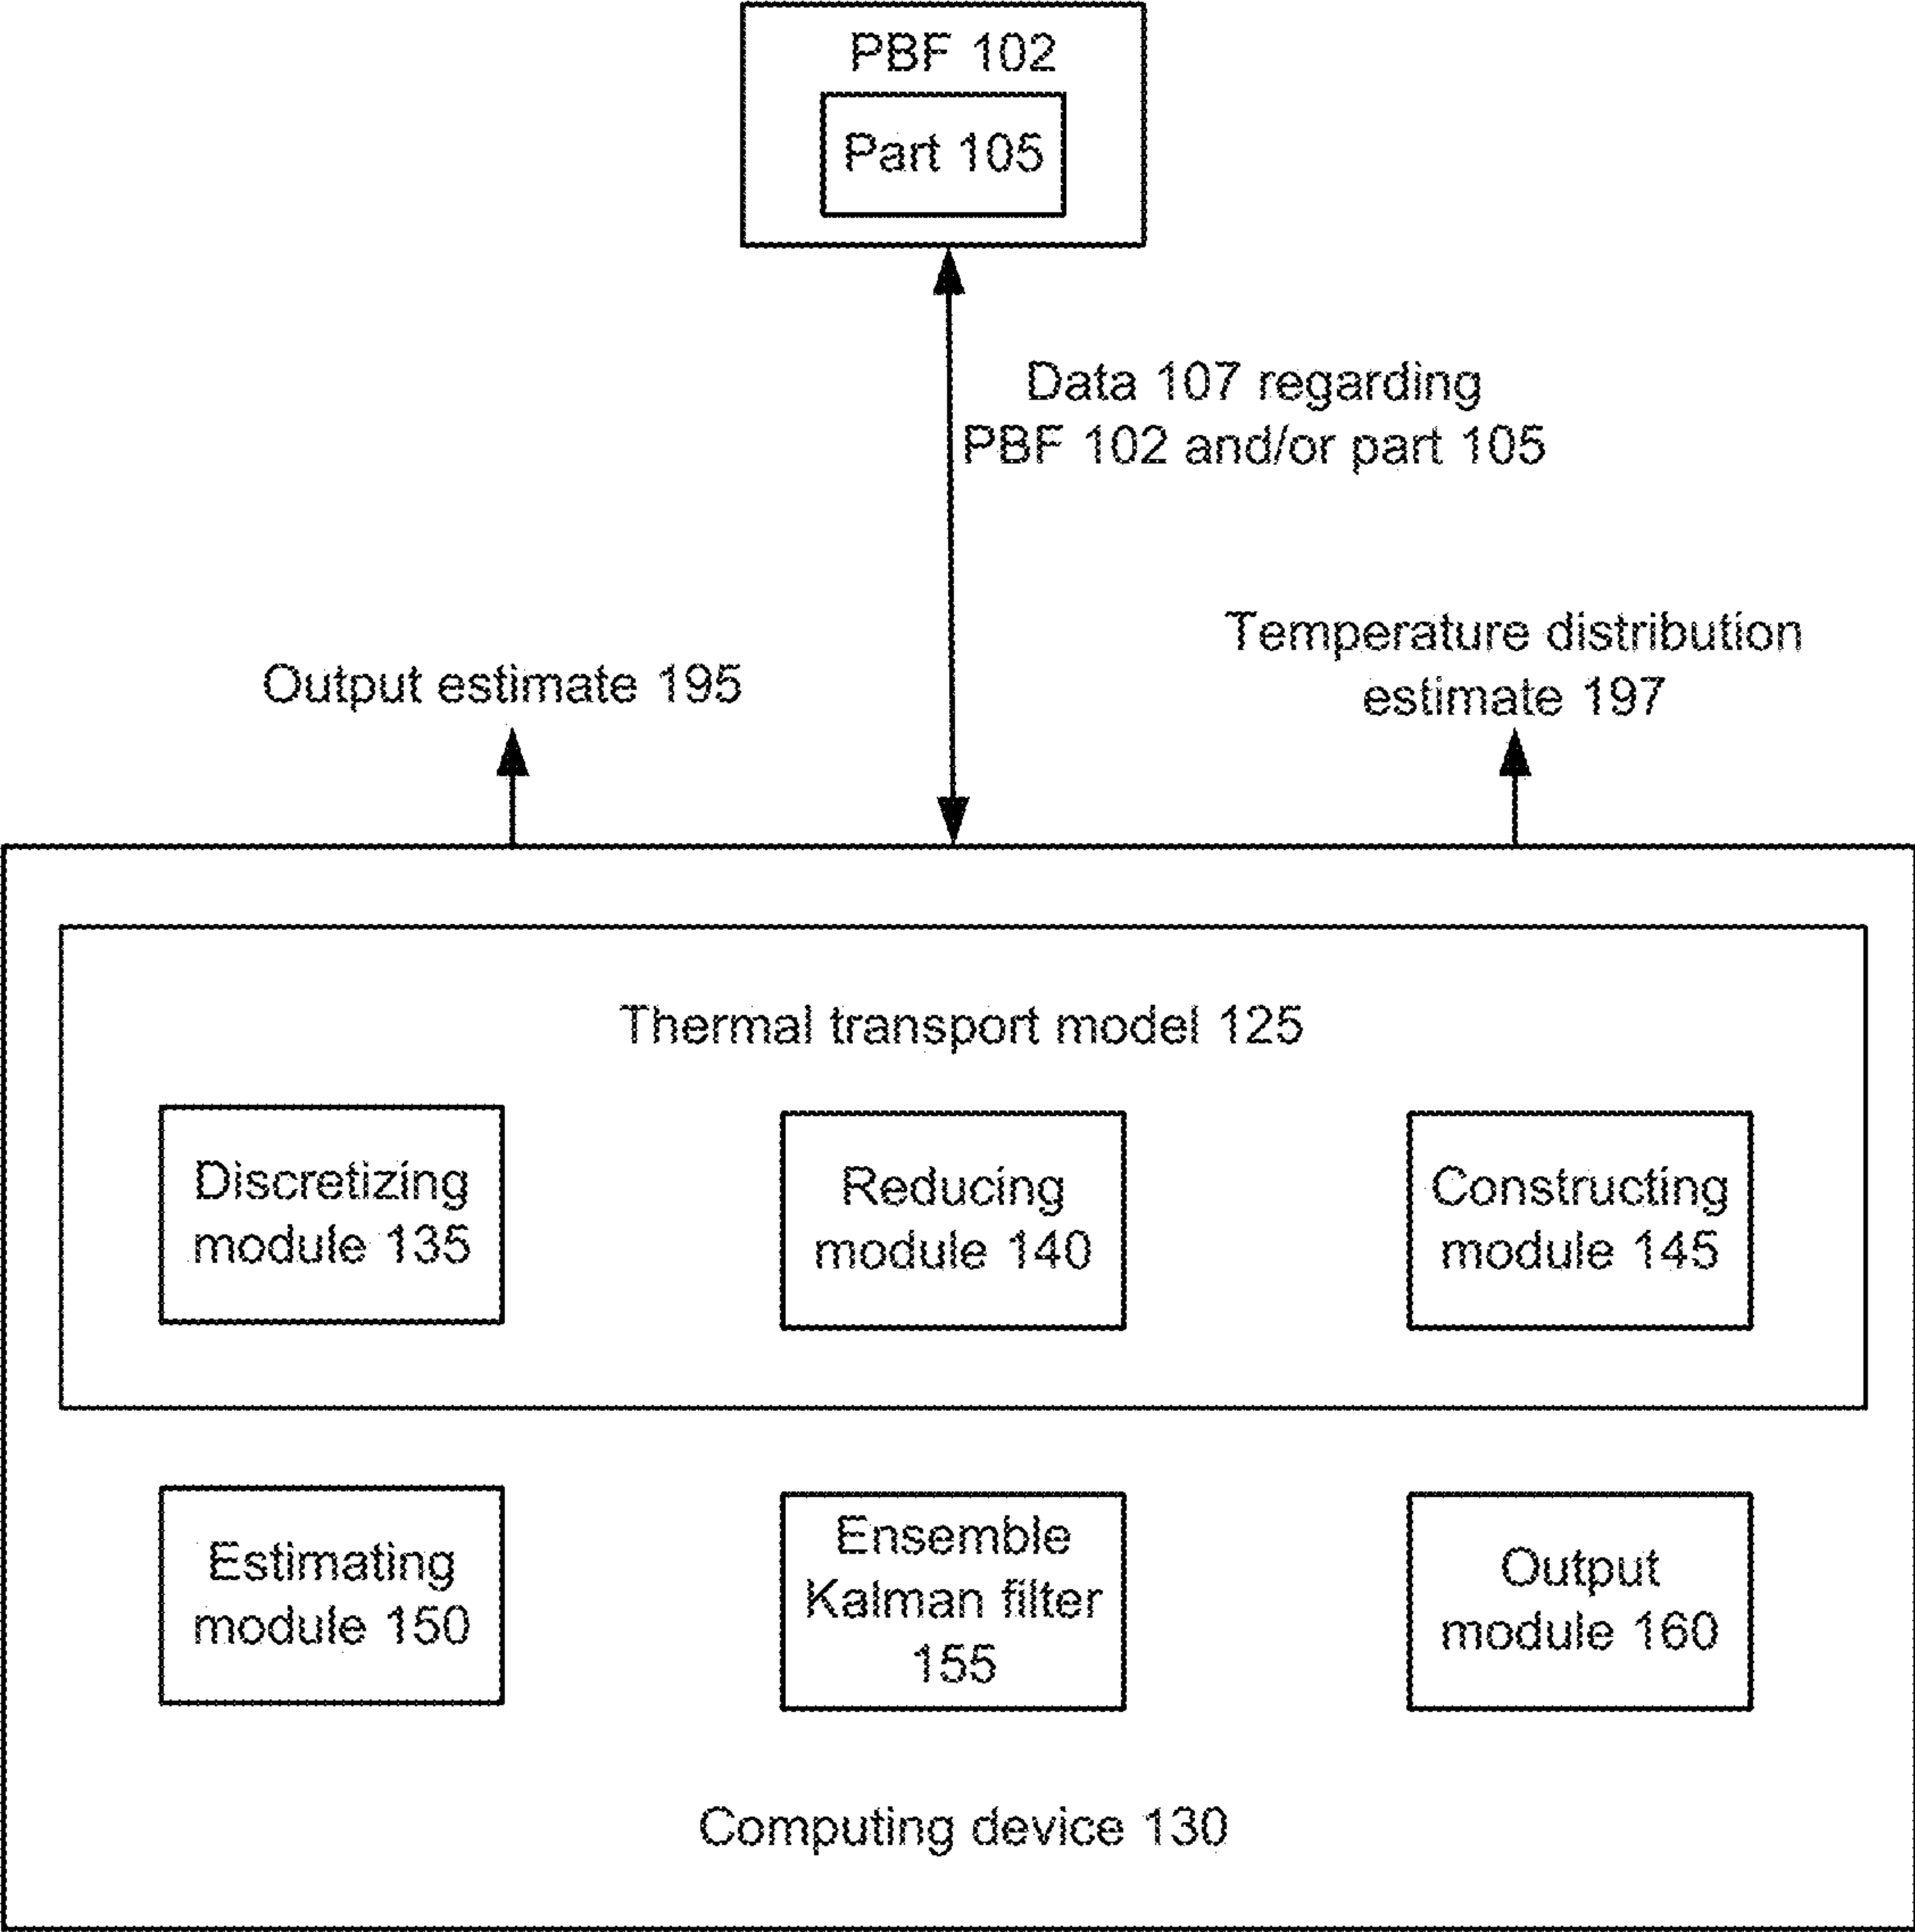 PBF 102
Part 105
Data 107 regarding
PBF 102 and/or part 105
Output estimate 195
Temperature distribution
estimate 197
Thermal transport model 125
Discretizing
module 135
Reducing
module 140
Constructing
module 145
Estimating
module 150
Ensemble
Kalman filter
155
Output
module 160
Computing device 130